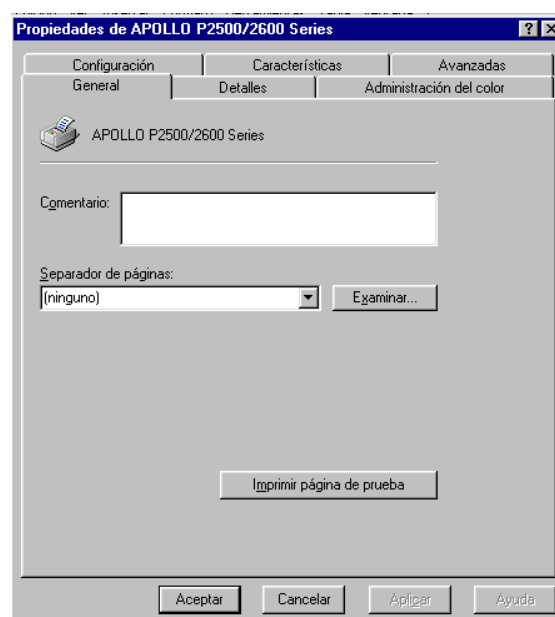 Propiedades de APOLLO P2500/2600 Series
Configuración Características Avanzadas
General Detalles Administración del color
APOLLO P2500/2600 Series
Comentario:
Separador de páginas:
(ninguno) Examinar...
Imprimir página de prueba
Aceptar Cancelar Aplicar Ayuda